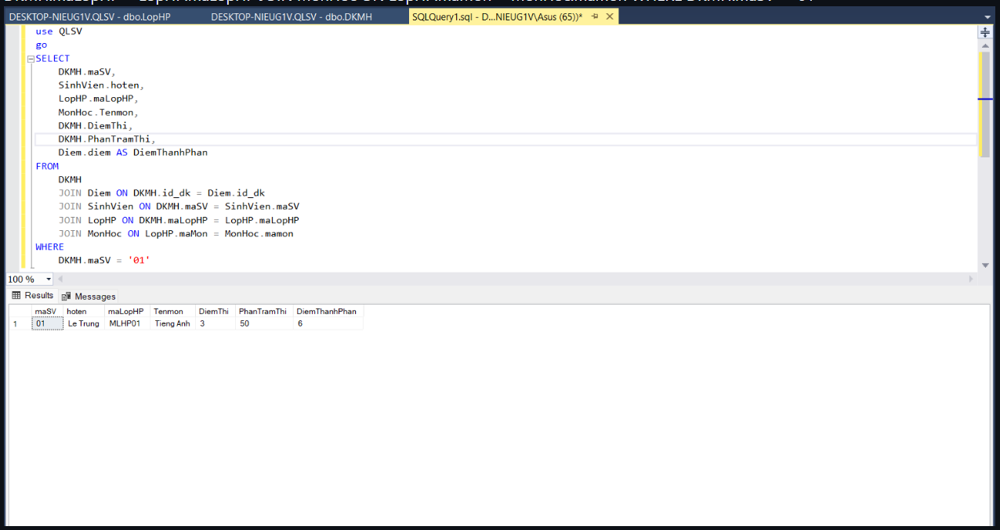 DESKTOP-NIEUG1V.QLSV - dbo.LopHP DESKTOP-NIEUG1V.QLSV - dbo.DKMH SQLQuery1.sql - D...NIEUG1V\Asus (65))*
use QLSV
go
SELECT
DKMH.maSV,
SinhVien.hoten,
LopHP.maLopHP,
MonHoc.Tenmon,
DKMH.DiemThi,
DKMH.PhanTramThi,
Diem.diem AS DiemThanhPhan
FROM
DKMH
JOIN Diem ON DKMH.id_dk = Diem.id_dk
JOIN SinhVien ON DKMH.maSV = SinhVien.maSV
JOIN LopHP ON DKMH.maLopHP = LopHP.maLopHP
JOIN MonHoc ON LopHP.maMon = MonHoc.mamon
WHERE
DKMH.maSV = '01'
100 %
Results Messages
maSV hoten maLopHP Tenmon DiemThi PhanTramThi DiemThanhPhan
1 01 Le Trung MLHP01 Tieng Anh 3 50 6